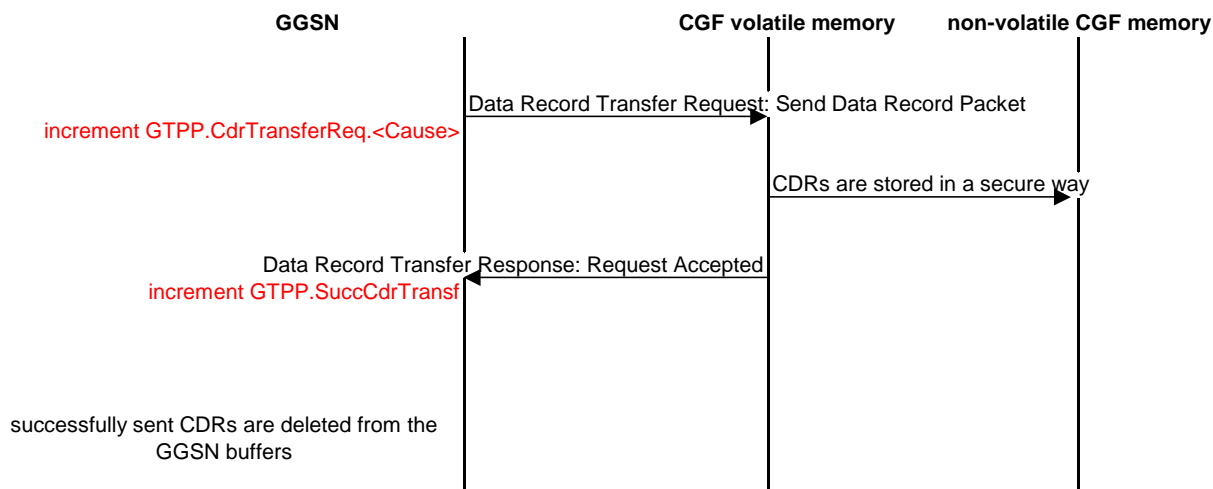 GGSN
CGF volatile memory
non-volatile CGF memory
Data Record Transfer Request: Send Data Record Packet
increment GTPP.CdrTransferReq.<Cause>
CDRs are stored in a secure way
Data Record Transfer Response: Request Accepted
increment GTPP.SuccCdrTransf
successfully sent CDRs are deleted from the
GGSN buffers